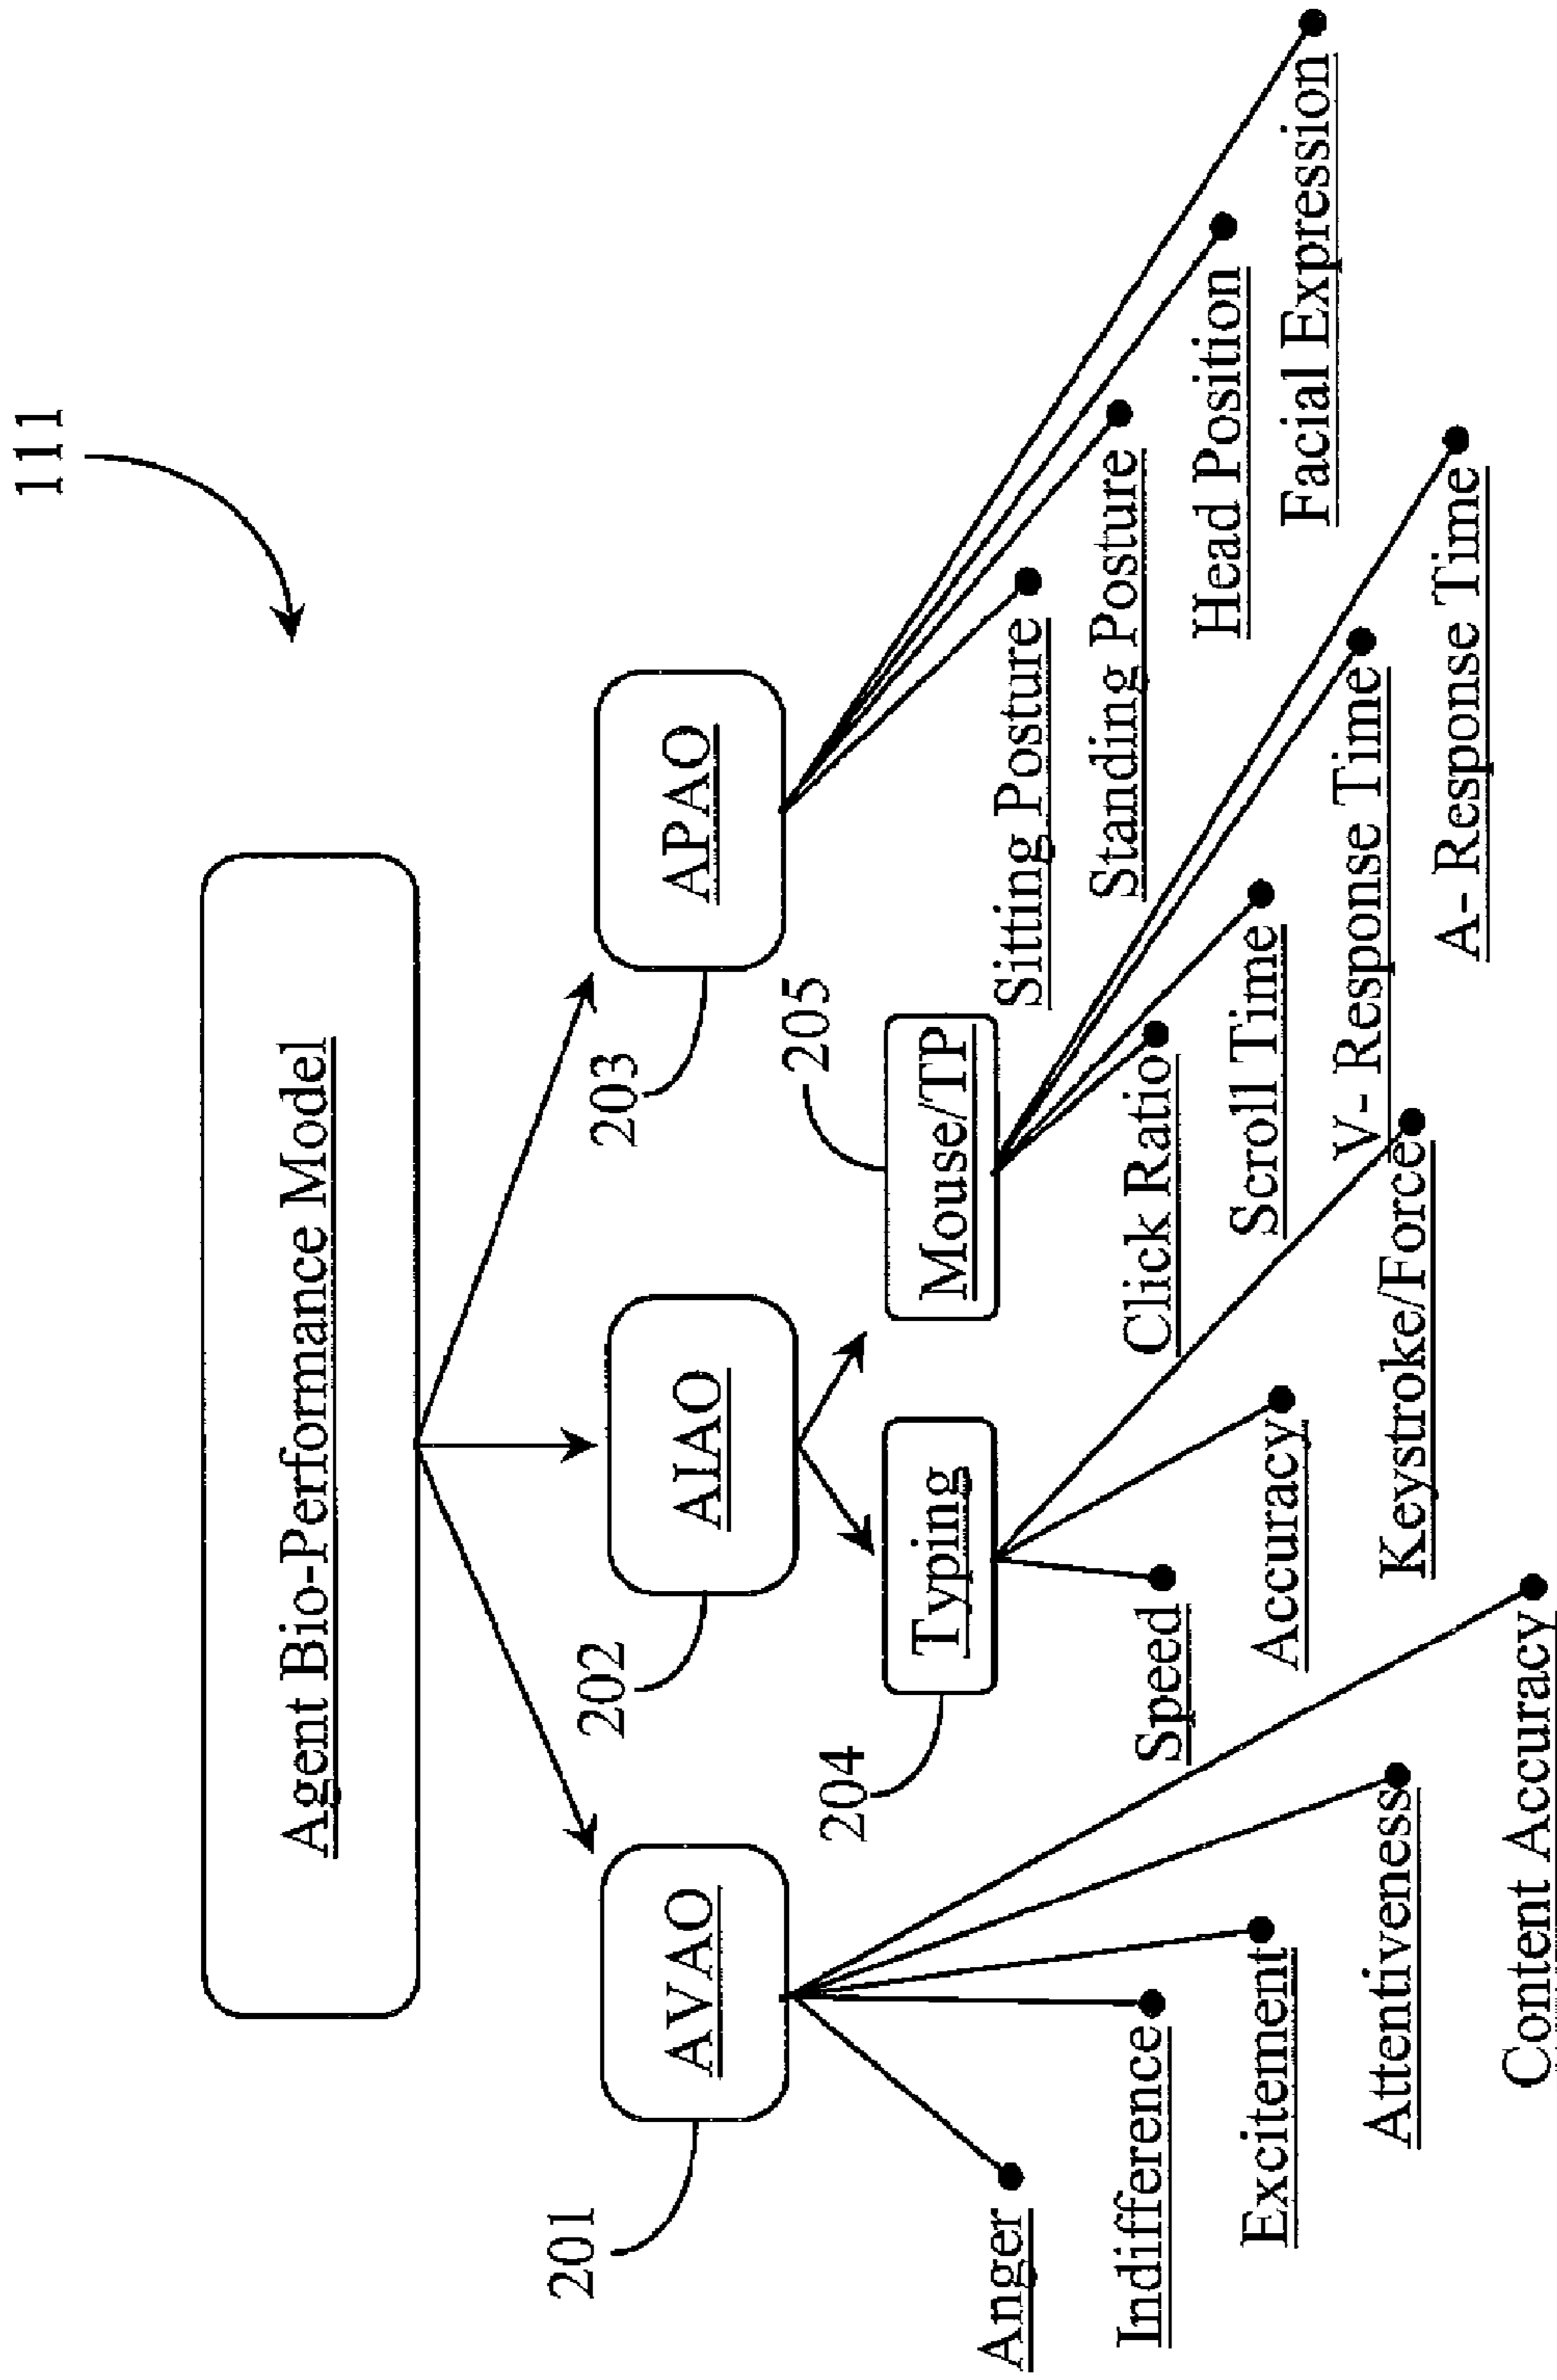 111
Agent Bio-Performance Model
201
AVAO
202
AIAO
203
APAO
204
Typing
205
Mouse/TP
Anger
Indifference
Excitement
Attentiveness
Content Accuracy
Speed
Accuracy
Keystroke/Force
Click Ratio
Scroll Time
V- Response Time
A- Response Time
Sitting Posture
Standing Posture
Head Position
Facial Expression